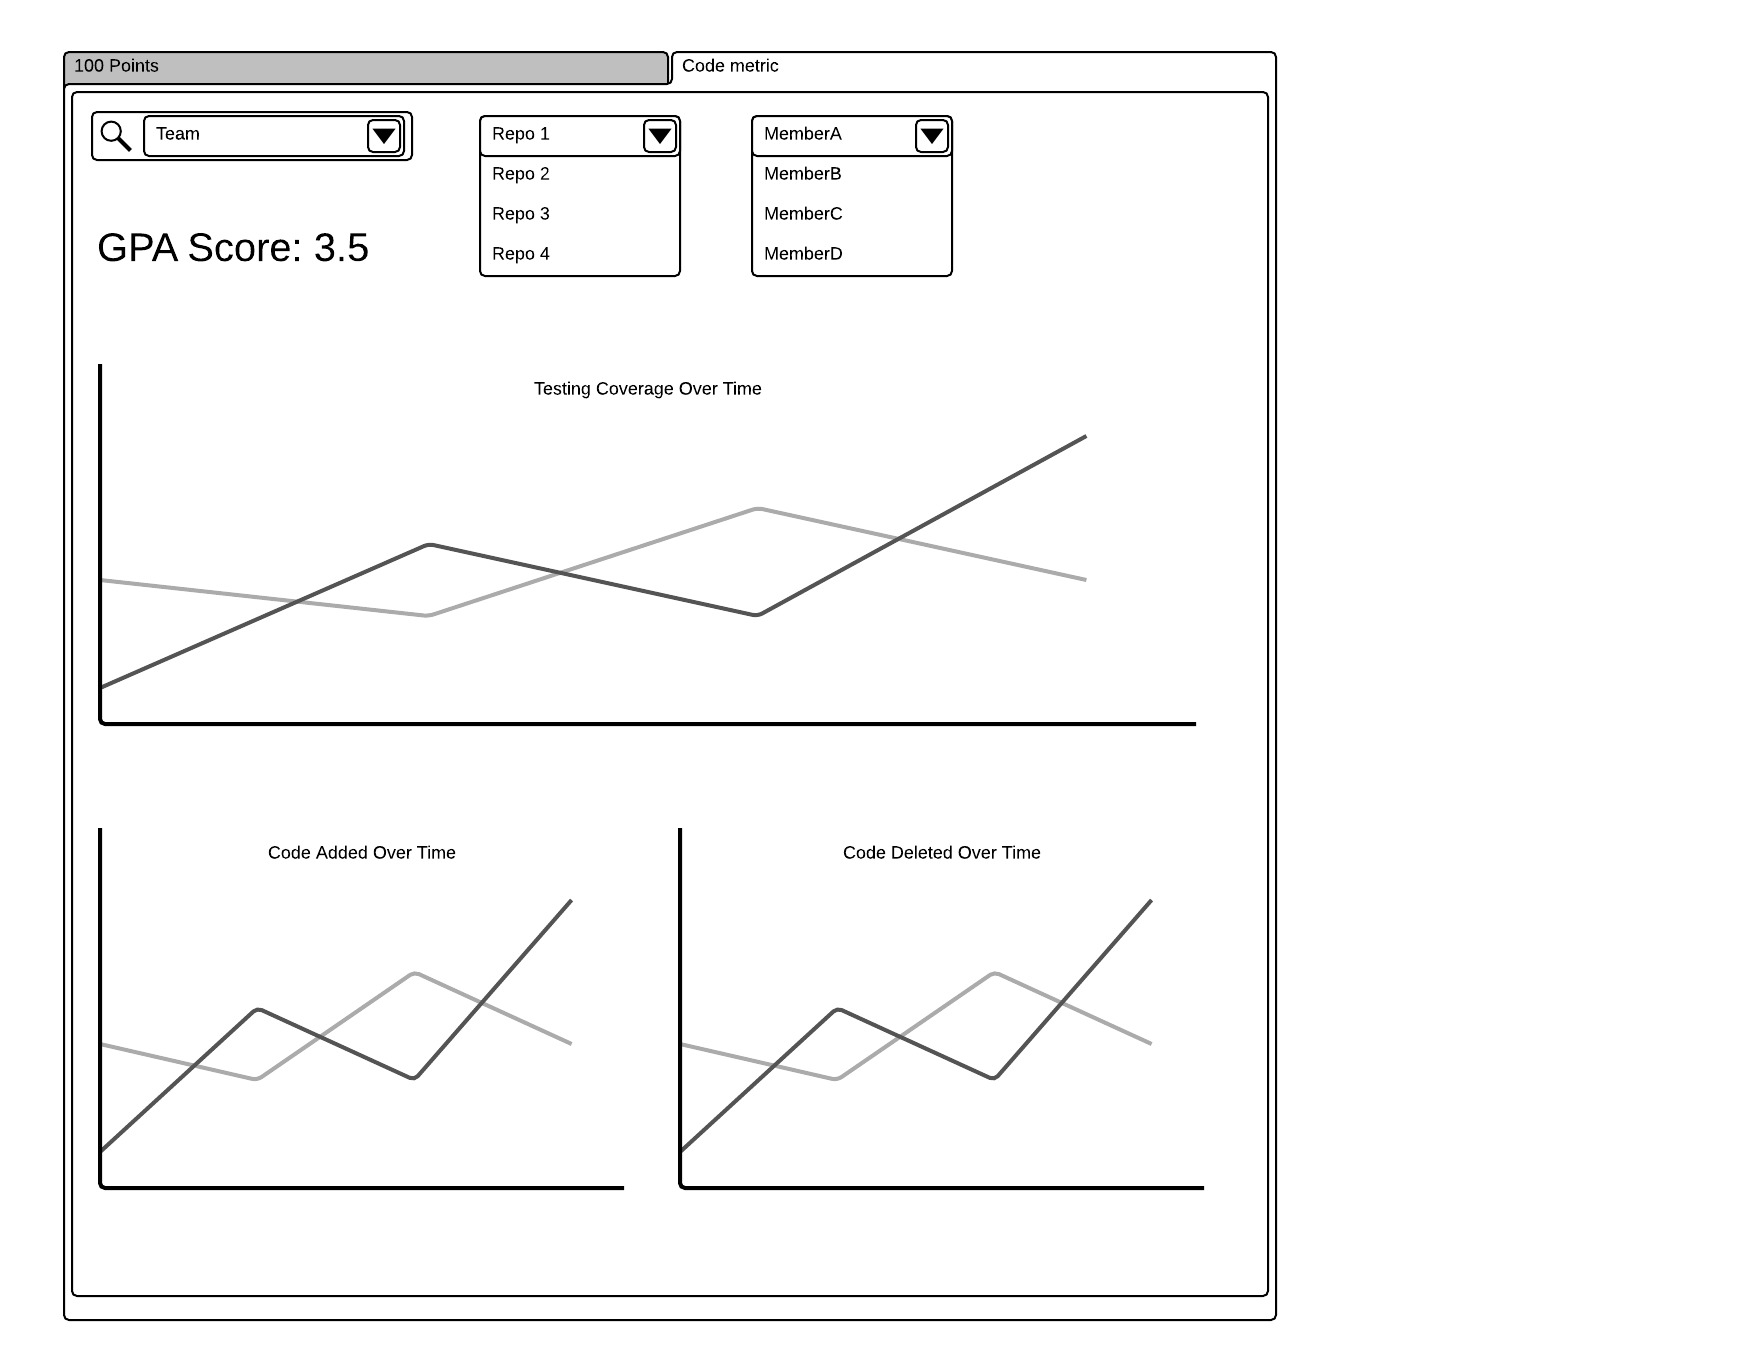 100 Points
Code metric
Team
Repo 1
MemberA
Repo 2
MemberB
Repo 3
MemberC
GPA Score: 3.5
Repo 4
MemberD
Testing Coverage Over Time
Code Added Over Time
Code Deleted Over Time